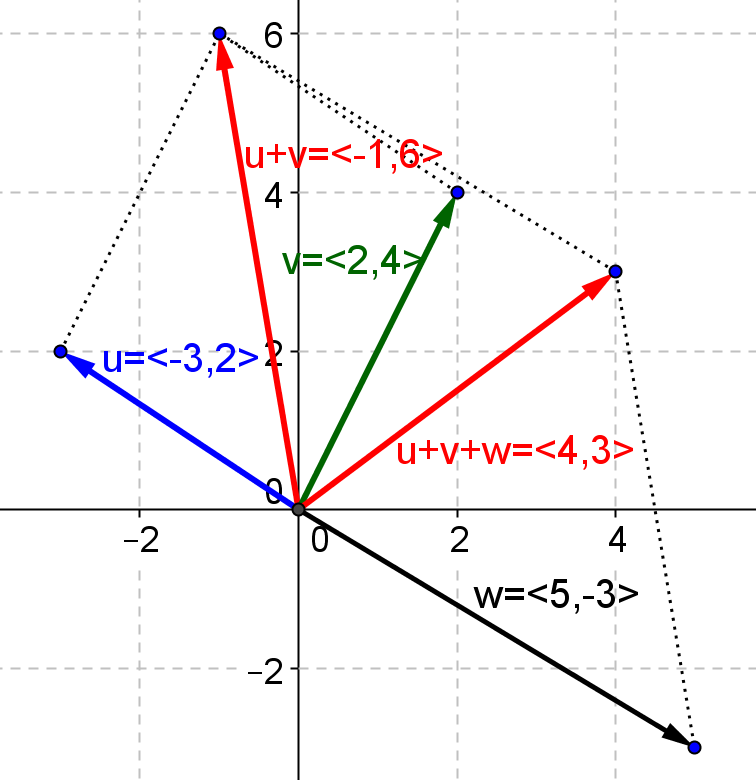 6
u+v=<-1,6>
4
v=<2,4>
u=<-3,2>
2
u+v+w=<4,3>
0
−2
0
2
4
w=<5,-3>
−2